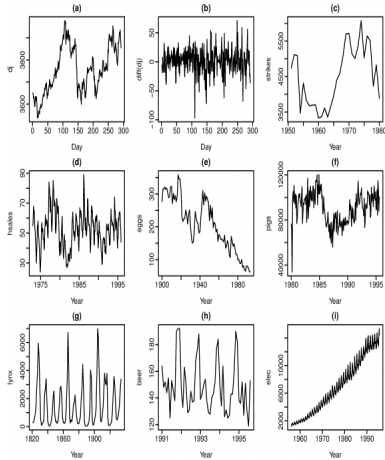 (a) (b) (c)
dj diff(dj) strikes
3600 3800
−100 −50 0 50
3500 4500 5500
0 50 100 150 200 250 300
0 50 100 150 200 250 300
1950 1960 1970 1980
Day Day Year
(d) (e) (f)
hsales eggs pigs
30 50 70 90
100 200 300
40000 80000 120000
1975 1985 1995
1900 1940 1980
1980 1985 1990 1995
Year Year Year
(g) (h) (i)
lynx beer elec
0 2000 4000 6000
120 140 160 180
2000 6000 10000 14000
1820 1860 1900
1991 1993 1995
1960 1970 1980 1990
Year Year Year